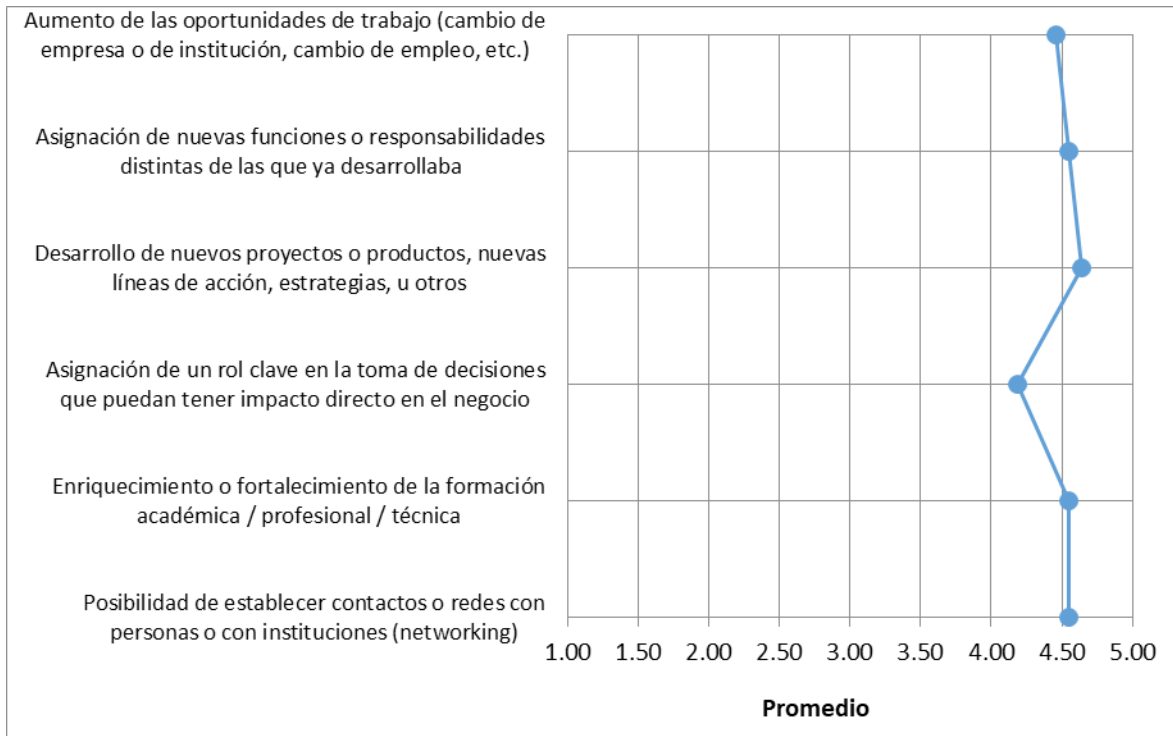 Aumento de las oportunidades de trabajo (cambio de
empresa o de institución, cambio de empleo, etc.)
Asignación de nuevas funciones o responsabilidades
distintas de las que ya desarrollaba
Desarrollo de nuevos proyectos o productos, nuevas
líneas de acción, estrategias, u otros
Asignación de un rol clave en la toma de decisiones
que puedan tener impacto directo en el negocio
Enriquecimiento o fortalecimiento de la formación
académica / profesional / técnica
Posibilidad de establecer contactos o redes con
personas o con instituciones (networking)
1.00 1.50 2.00 2.50 3.00 3.50 4.00 4.50 5.00
Promedio